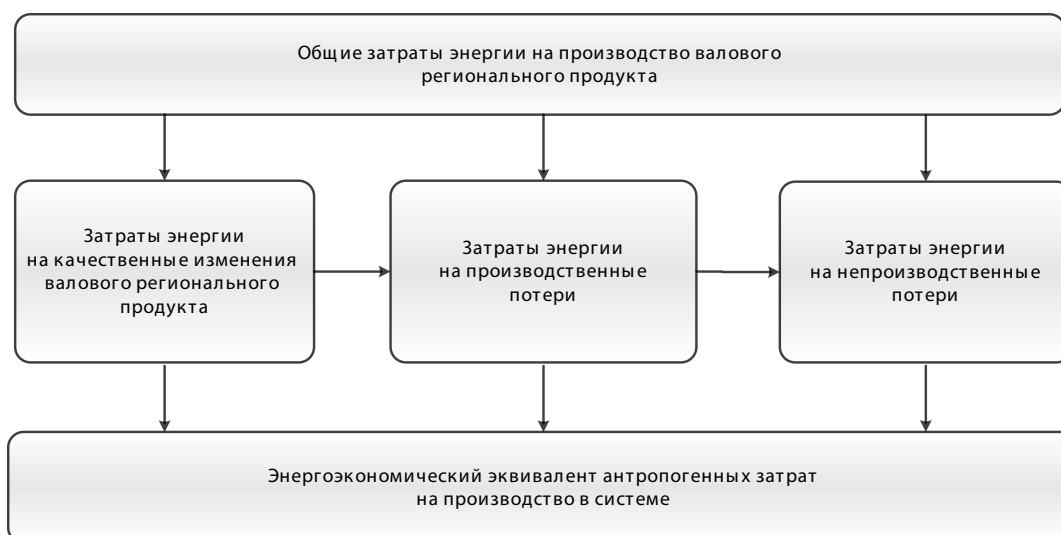 Общие затраты энергии на производство валового
регионального продукта
Затраты энергии
на качественные изменения
валового регионального
продукта
Затраты энергии
на производственные
потери
Затраты энергии
на непроизводственные
потери
Энергоэкономический эквивалент антропогенных затрат
на производство в системе